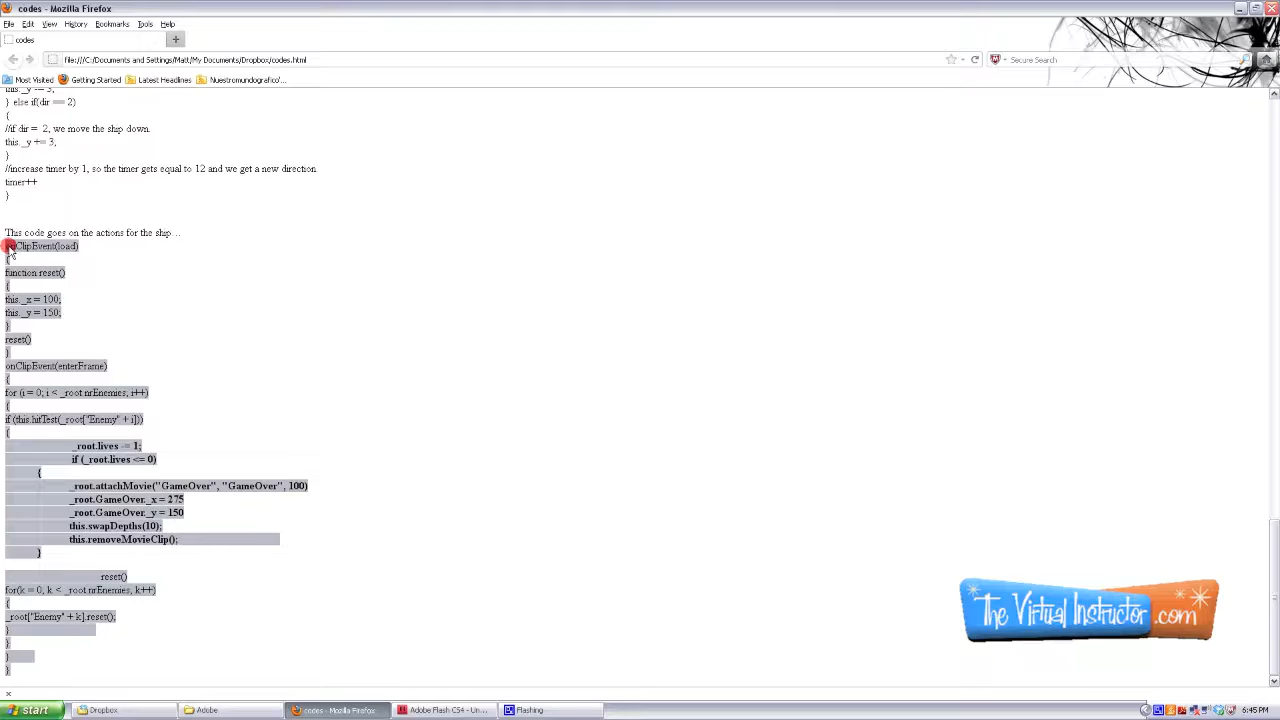 codes - Mozilla Firefox
File Edit View History Bookmarks Tools Help
codes
file:///C:/Documents and Settings/Matt/My Documents/Dropbox/codes.html
Secure Search
Most Visited Getting Started Latest Headlines Nuestromundografico'...
} else if(dir == 2)
{
//if dir = 2, we move the ship down.
this._y += 3;
}
//increase timer by 1, so the timer gets equal to 12 and we get a new direction.
timer++
}
This code goes on the actions for the ship...
onClipEvent(load)
{
function reset()
{
this._x = 100;
this._y = 150;
}
reset()
}
onClipEvent(enterFrame)
{
for (i = 0; i < _root.nrEnemies; i++)
{
if (this.hitTest(_root["Enemy" + i]))
{
_root.lives -= 1;
if (_root.lives <= 0)
{
_root.attachMovie("GameOver", "GameOver", 100)
_root.GameOver._x = 275
_root.GameOver._y = 150
this.swapDepths(10);
this.removeMovieClip();
}
reset()
for(k = 0; k < _root.nrEnemies; k++)
{
_root["Enemy" + k].reset();
}
}
}
}
The Virtual Instructor.com
x
start Dropbox Adobe codes - Mozilla Firefox Adobe Flash CS4 - Un... Flashing 6:45 PM